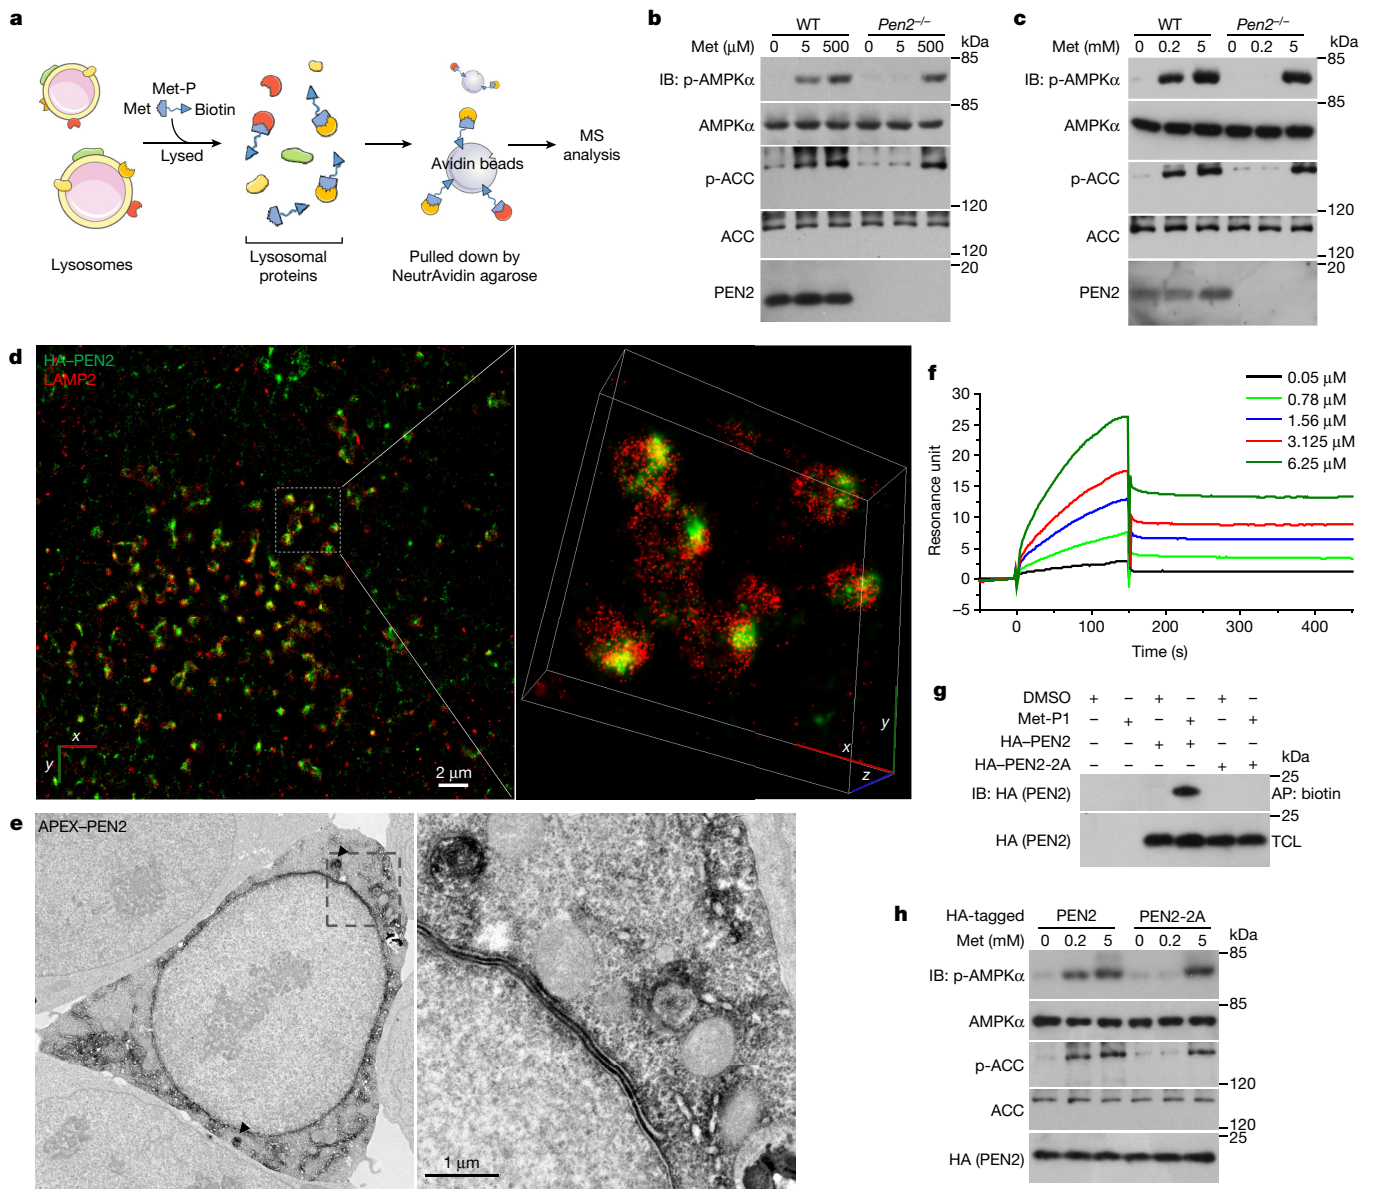 a
Met-P
Met
Biotin
Lysed
Avidin beads
MS
analysis
Lysosomes
Lysosomal
proteins
Pulled down by
NeutrAvidin agarose
b
WT
Pen2–/–
Met (μM) 0 5 500 0 5 500 kDa
85
IB: p-AMPKα
85
AMPKα
p-ACC
120
ACC
120
20
PEN2
c
WT
Pen2–/–
Met (mM) 0 0.2 5 0 0.2 5 kDa
85
IB: p-AMPKα
85
AMPKα
p-ACC
120
ACC
120
20
PEN2
d
HA–PEN2
LAMP2
x
y
2 μm
y
x
z
e
APEX–PEN2
1 μm
f
0.05 μM
0.78 μM
1.56 μM
3.125 μM
6.25 μM
30
25
20
15
10
5
0
–5
Resonance unit
0 100 200 300 400
Time (s)
g
DMSO + – + – + –
Met-P1 – + – + – +
HA–PEN2 – – + + – –
HA–PEN2-2A – – – – + +
kDa
25
IB: HA (PEN2)
AP: biotin
25
HA (PEN2)
TCL
h
HA-tagged PEN2 PEN2-2A
Met (mM) 0 0.2 5 0 0.2 5 kDa
85
IB: p-AMPKα
85
AMPKα
p-ACC
120
ACC
120
25
HA (PEN2)